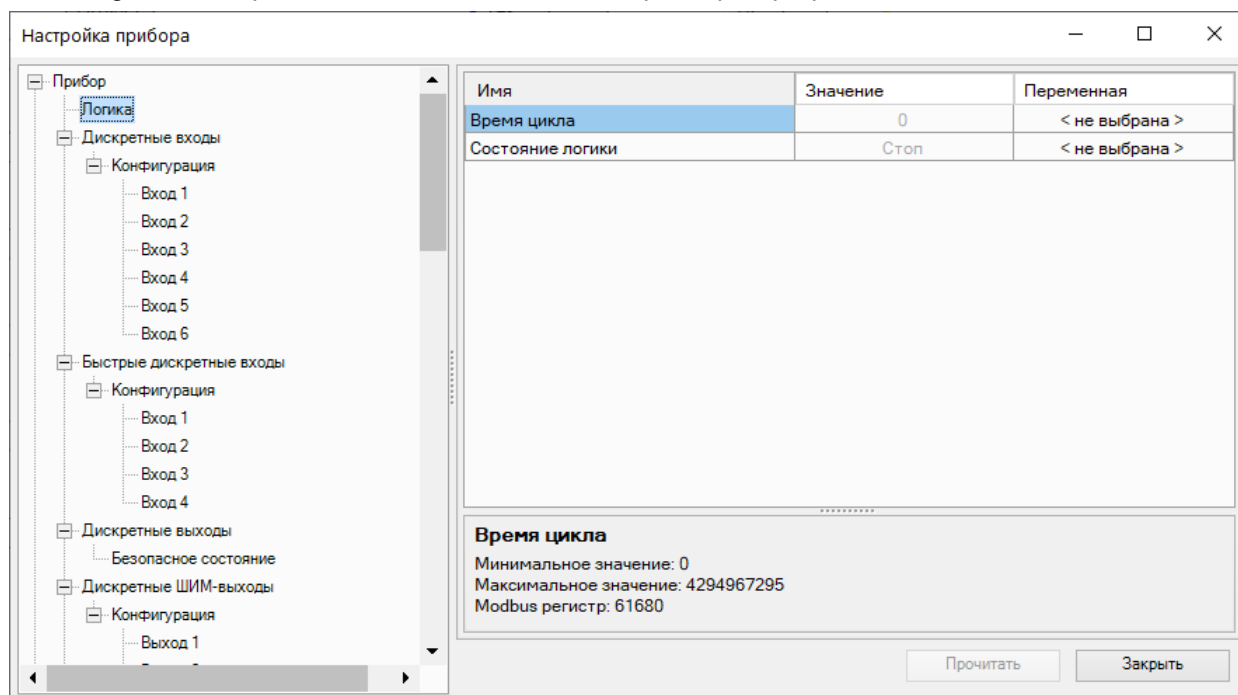 Настройка прибора
Прибор
Логика
Дискретные входы
Конфигурация
Вход 1
Вход 2
Вход 3
Вход 4
Вход 5
Вход 6
Быстрые дискретные входы
Конфигурация
Вход 1
Вход 2
Вход 3
Вход 4
Дискретные выходы
Безопасное состояние
Дискретные ШИМ-выходы
Конфигурация
Выход 1
Имя Значение Переменная
Время цикла 0 < не выбрана >
Состояние логики Стоп < не выбрана >
Время цикла
Минимальное значение: 0
Максимальное значение: 4294967295
Modbus регистр: 61680
Прочитать Закрыть